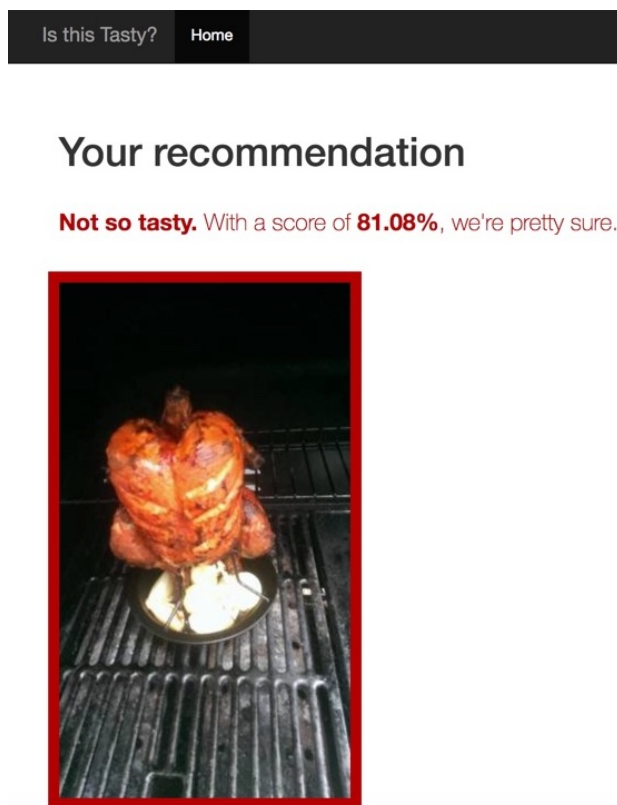 Is this Tasty? Home
Your recommendation
Not so tasty. With a score of 81.08%, we're pretty sure.